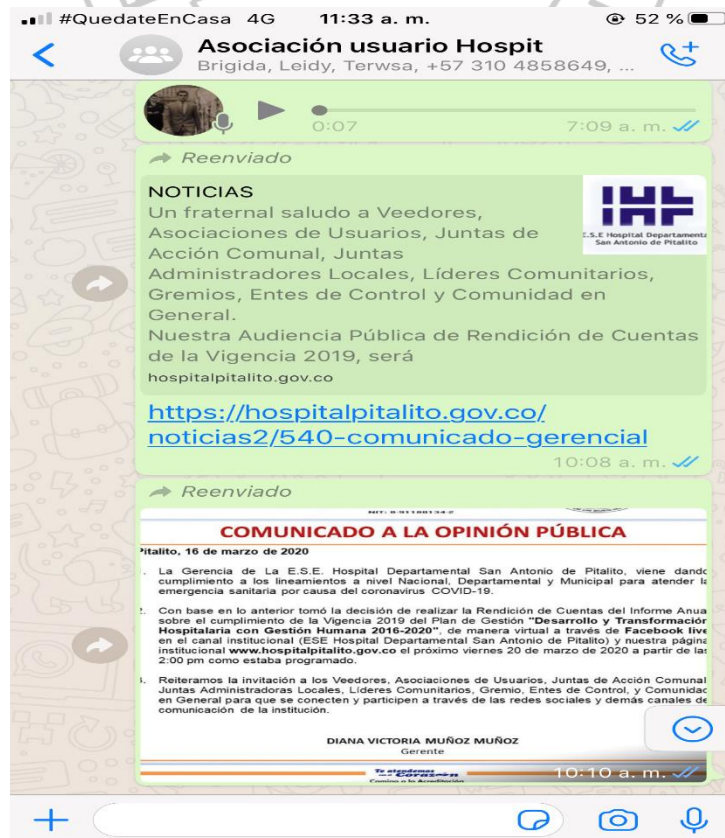 #QuedateEnCasa 4G 11:33 a. m. 52 %
Asociación usuario Hospit
Brigida, Leidy, Terwsa, +57 310 4858649, ...
0:07 7:09 a. m.
Reenviado
NOTICIAS
Un fraternal saludo a Veedores,
Asociaciones de Usuarios, Juntas de
Acción Comunal, Juntas
Administradores Locales, Líderes Comunitarios,
Gremios, Entes de Control y Comunidad en
General.
Nuestra Audiencia Pública de Rendición de Cuentas
de la Vigencia 2019, será
hospitalpitalito.gov.co
E.S.E Hospital Departamental
San Antonio de Pitalito
https://hospitalpitalito.gov.co/
noticias2/540-comunicado-gerencial
10:08 a. m.
Reenviado
COMUNICADO A LA OPINIÓN PÚBLICA
Pitalito, 16 de marzo de 2020
La Gerencia de La E.S.E. Hospital Departamental San Antonio de Pitalito, viene dando
cumplimiento a los lineamientos a nivel Nacional, Departamental y Municipal para atender la
emergencia sanitaria por causa del coronavirus COVID-19.
Con base en lo anterior tomó la decisión de realizar la Rendición de Cuentas del Informe Anua
sobre el cumplimiento de la Vigencia 2019 del Plan de Gestión "Desarrollo y Transformación
Hospitalaria con Gestión Humana 2016-2020", de manera virtual a través de Facebook live
en el canal institucional (ESE Hospital Departamental San Antonio de Pitalito) y nuestra página
institucional www.hospitalpitalito.gov.co el próximo viernes 20 de marzo de 2020 a partir de las
2:00 pm como estaba programado.
Reiteramos la invitación a los Veedores, Asociaciones de Usuarios, Juntas de Acción Comunal
Juntas Administradoras Locales, Líderes Comunitarios, Gremio, Entes de Control, y Comunidad
en General para que se conecten y participen a través de las redes sociales y demás canales de
comunicación de la institución.
DIANA VICTORIA MUÑOZ MUÑOZ
Gerente
Te atendemos
Corazón
Camino a la Acreditación
10:10 a. m.